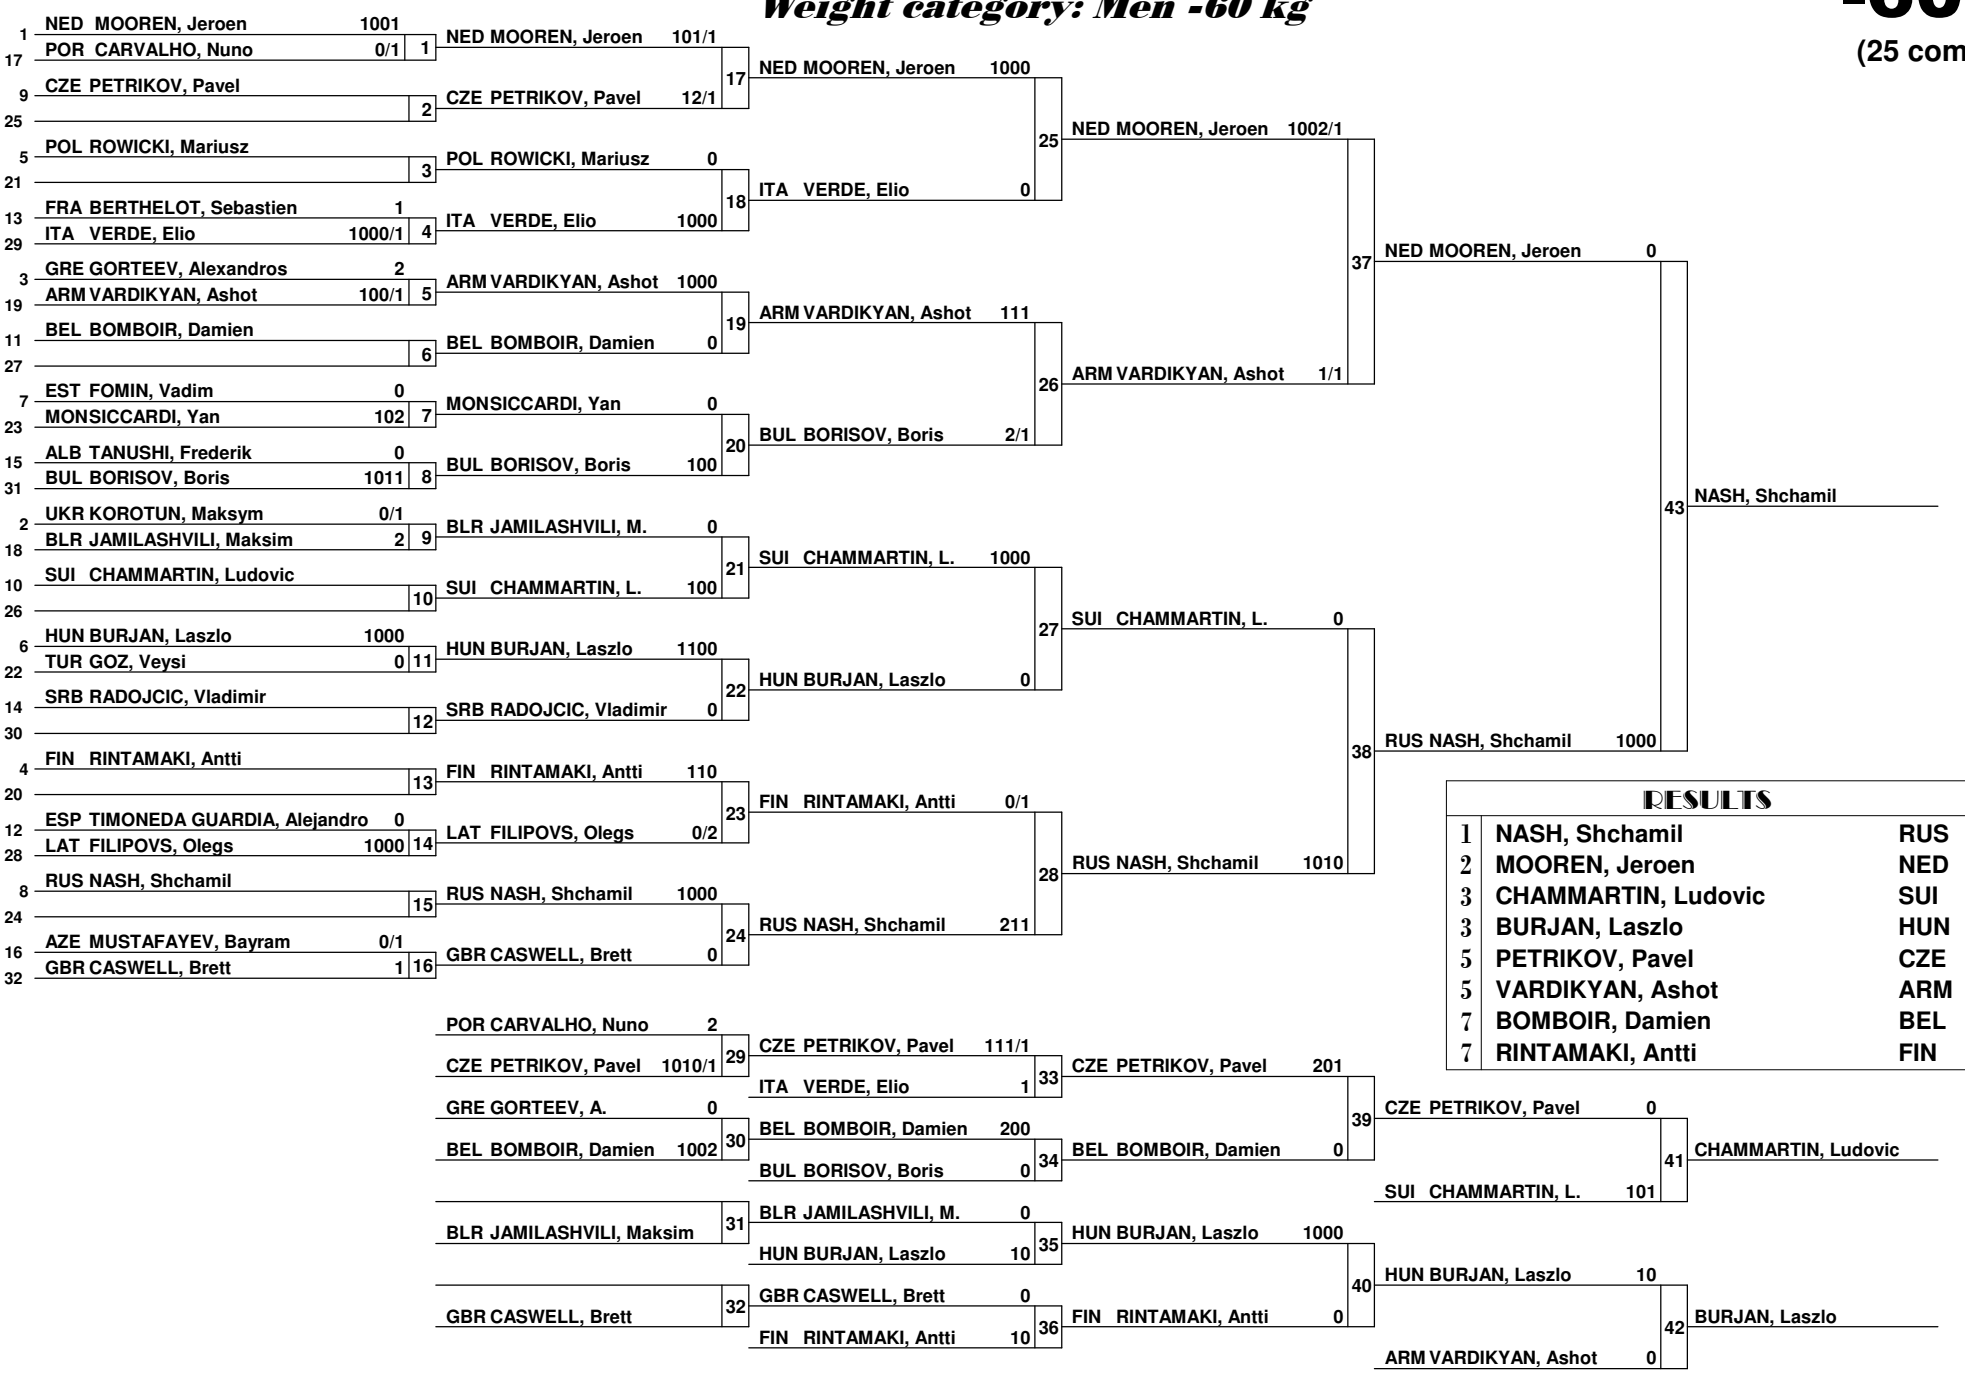 Weight category: Men -60 kg
-60
(25 com
1 NED MOOREN, Jeroen 1001
17 POR CARVALHO, Nuno 0/1 1
9 CZE PETRIKOV, Pavel
25 2
5 POL ROWICKI, Mariusz
21 3
13 FRA BERTHELOT, Sebastien 1
29 ITA VERDE, Elio 1000/1 4
3 GRE GORTEEV, Alexandros 2
19 ARM VARDIKYAN, Ashot 100/1 5
11 BEL BOMBOIR, Damien
27 6
7 EST FOMIN, Vadim 0
23 MONSICCARDI, Yan 102 7
15 ALB TANUSHI, Frederik 0
31 BUL BORISOV, Boris 1011 8
2 UKR KOROTUN, Maksym 0/1
18 BLR JAMILASHVILI, Maksim 2 9
10 SUI CHAMMARTIN, Ludovic
26 10
6 HUN BURJAN, Laszlo 1000
22 TUR GOZ, Veysi 0 11
14 SRB RADOJCIC, Vladimir
30 12
4 FIN RINTAMAKI, Antti
20 13
12 ESP TIMONEDA GUARDIA, Alejandro 0
28 LAT FILIPOVS, Olegs 1000 14
8 RUS NASH, Shchamil
24 15
16 AZE MUSTAFAYEV, Bayram 0/1
32 GBR CASWELL, Brett 1 16
NED MOOREN, Jeroen 101/1
17
CZE PETRIKOV, Pavel 12/1
POL ROWICKI, Mariusz 0
18
ITA VERDE, Elio 1000
ARM VARDIKYAN, Ashot 1000
19
BEL BOMBOIR, Damien 0
MONSICCARDI, Yan 0
20
BUL BORISOV, Boris 100
BLR JAMILASHVILI, M. 0
21
SUI CHAMMARTIN, L. 100
HUN BURJAN, Laszlo 1100
22
SRB RADOJCIC, Vladimir 0
FIN RINTAMAKI, Antti 110
23
LAT FILIPOVS, Olegs 0/2
RUS NASH, Shchamil 1000
24
GBR CASWELL, Brett 0
NED MOOREN, Jeroen 1000
25
ITA VERDE, Elio 0
ARM VARDIKYAN, Ashot 111
26
BUL BORISOV, Boris 2/1
SUI CHAMMARTIN, L. 1000
27
HUN BURJAN, Laszlo 0
FIN RINTAMAKI, Antti 0/1
28
RUS NASH, Shchamil 211
NED MOOREN, Jeroen 1002/1
37
ARM VARDIKYAN, Ashot 1/1
SUI CHAMMARTIN, L. 0
38
RUS NASH, Shchamil 1010
NED MOOREN, Jeroen 0
43
RUS NASH, Shchamil 1000
NASH, Shchamil
RESULTS
1 NASH, Shchamil RUS
2 MOOREN, Jeroen NED
3 CHAMMARTIN, Ludovic SUI
3 BURJAN, Laszlo HUN
5 PETRIKOV, Pavel CZE
5 VARDIKYAN, Ashot ARM
7 BOMBOIR, Damien BEL
7 RINTAMAKI, Antti FIN
POR CARVALHO, Nuno 2
29
CZE PETRIKOV, Pavel 1010/1
GRE GORTEEV, A. 0
30
BEL BOMBOIR, Damien 1002
31
BLR JAMILASHVILI, Maksim
32
GBR CASWELL, Brett
CZE PETRIKOV, Pavel 111/1
33
ITA VERDE, Elio 1
BEL BOMBOIR, Damien 200
34
BUL BORISOV, Boris 0
BLR JAMILASHVILI, M. 0
35
HUN BURJAN, Laszlo 10
GBR CASWELL, Brett 0
36
FIN RINTAMAKI, Antti 10
CZE PETRIKOV, Pavel 201
39
BEL BOMBOIR, Damien 0
HUN BURJAN, Laszlo 1000
40
FIN RINTAMAKI, Antti 0
CZE PETRIKOV, Pavel 0
41
SUI CHAMMARTIN, L. 101
HUN BURJAN, Laszlo 10
42
ARM VARDIKYAN, Ashot 0
CHAMMARTIN, Ludovic
BURJAN, Laszlo